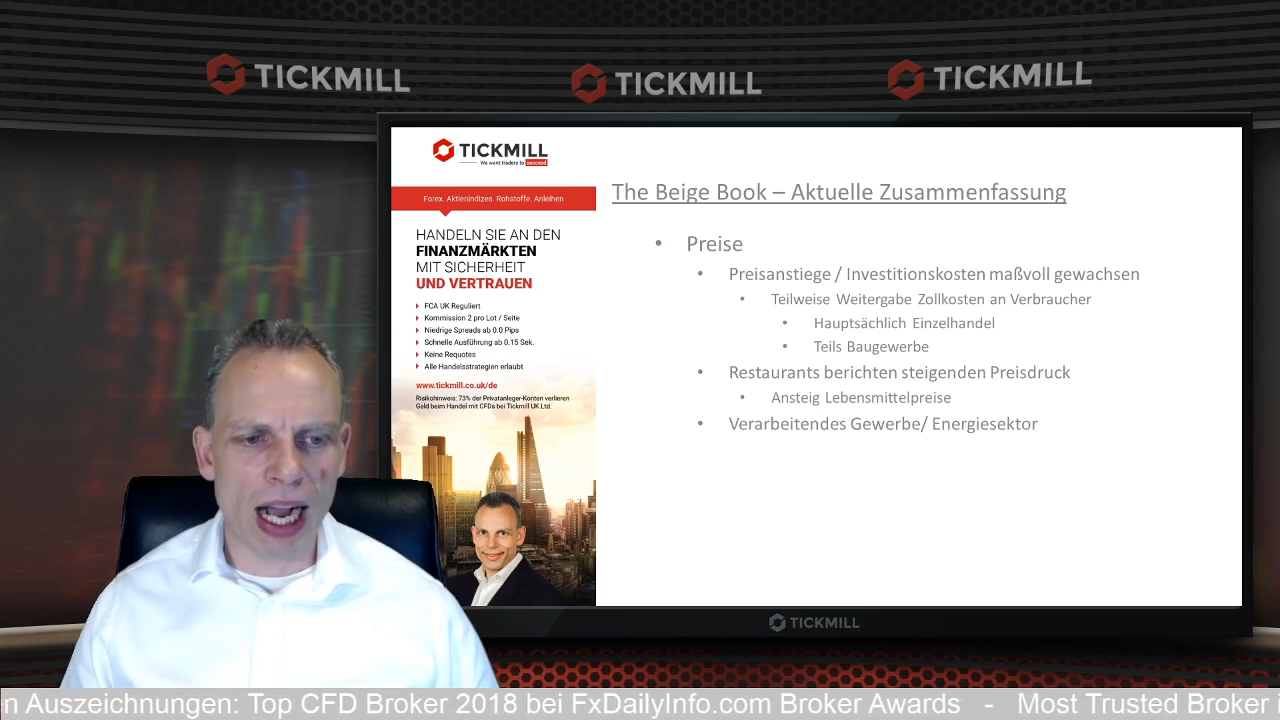 TICKMILL
TICKMILL
TICKMILL
TICKMILL
We want traders to succeed
Forex. Aktienindizes. Rohstoffe. Anleihen
HANDELN SIE AN DEN
FINANZMÄRKTEN
MIT SICHERHEIT
UND VERTRAUEN
FCA UK Reguliert
Kommission 2 pro Lot / Seite
Niedrige Spreads ab 0.0 Pips
Schnelle Ausführung ab 0.15 Sek.
Keine Requotes
Alle Handelsstrategien erlaubt
www.tickmill.co.uk/de
Risikohinweis: 73% der Privatanleger-Konten verlieren
Geld beim Handel mit CFDs bei Tickmill UK Ltd.
The Beige Book – Aktuelle Zusammenfassung
• Preise
• Preisanstiege / Investitionskosten maßvoll gewachsen
• Teilweise Weitergabe Zollkosten an Verbraucher
• Hauptsächlich Einzelhandel
• Teils Baugewerbe
• Restaurants berichten steigenden Preisdruck
• Ansteig Lebensmittelpreise
• Verarbeitendes Gewerbe/ Energiesektor
TICKMILL
n Auszeichnungen: Top CFD Broker 2018 bei FxDailyInfo.com Broker Awards - Most Trusted Broker